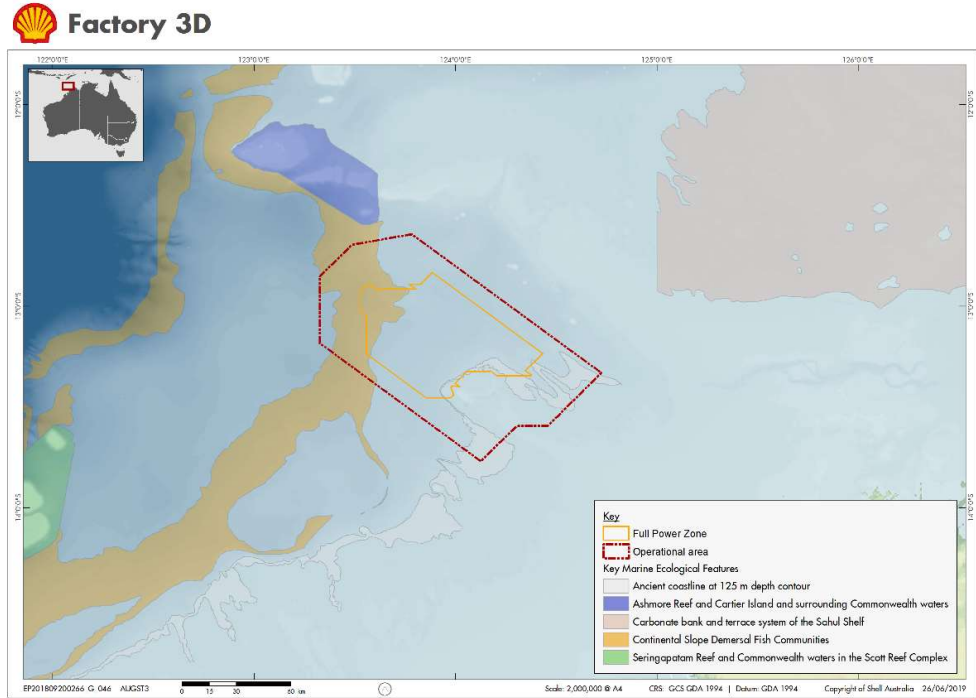 Factory 3D
122°0'0"E 123°0'0"E 124°0'0"E 125°0'0"E 126°0'0"E
12°0'0"S 12°0'0"S
13°0'0"S 13°0'0"S
14°0'0"S 14°0'0"S
Key
Full Power Zone
Operational area
Key Marine Ecological Features
Ancient coastline at 125 m depth contour
Ashmore Reef and Cartier Island and surrounding Commonwealth waters
Carbonate bank and terrace system of the Sahul Shelf
Continental Slope Demersal Fish Communities
Seringapatam Reef and Commonwealth waters in the Scott Reef Complex
EP201809200266 G 046 AUGST3 0 15 30 60 km Scale: 2,000,000 @ A4 CRS: GCS GDA 1994 | Datum: GDA 1994 Copyright of Shell Australia 26/06/2019